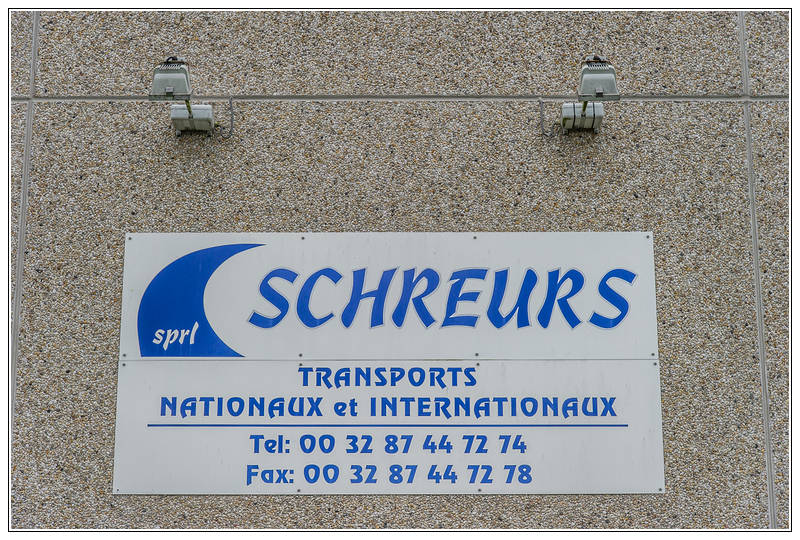 SCHREURS
sprl
TRANSPORTS
NATIONAUX et INTERNATIONAUX
Tel: 00 32 87 44 72 74
Fax: 00 32 87 44 72 78